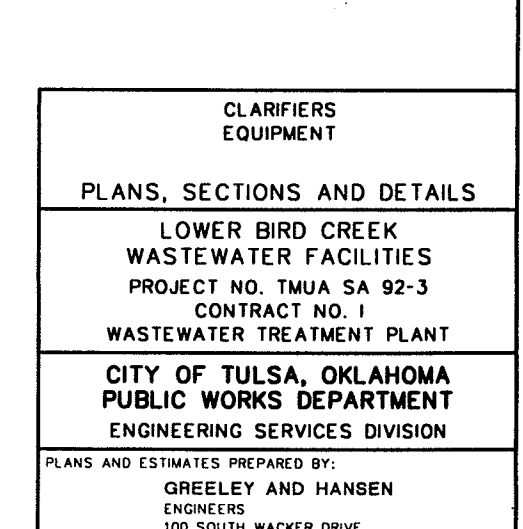 CLARIFIERS
EQUIPMENT
PLANS, SECTIONS AND DETAILS
LOWER BIRD CREEK
WASTEWATER FACILITIES
PROJECT NO. TMUA SA 92-3
CONTRACT NO. I
WASTEWATER TREATMENT PLANT
CITY OF TULSA, OKLAHOMA
PUBLIC WORKS DEPARTMENT
ENGINEERING SERVICES DIVISION
PLANS AND ESTIMATES PREPARED BY:
GREELEY AND HANSEN
ENGINEERS
100 SOUTH WACKER DRIVE